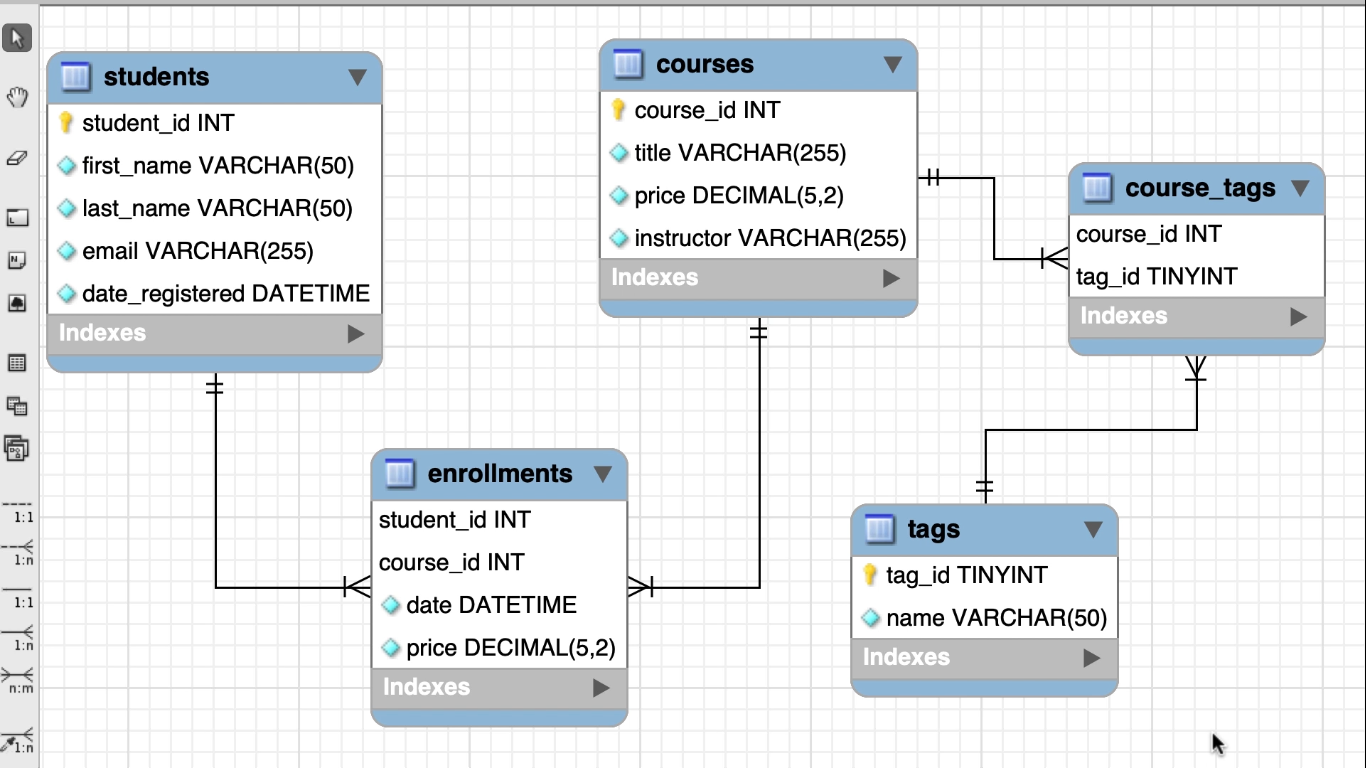 students
student_id INT
first_name VARCHAR(50)
last_name VARCHAR(50)
email VARCHAR(255)
date_registered DATETIME
Indexes
courses
course_id INT
title VARCHAR(255)
price DECIMAL(5,2)
instructor VARCHAR(255)
Indexes
course_tags
course_id INT
tag_id TINYINT
Indexes
enrollments
student_id INT
course_id INT
date DATETIME
price DECIMAL(5,2)
Indexes
tags
tag_id TINYINT
name VARCHAR(50)
Indexes
1:1
1:n
1:1
1:n
n:m
1:n